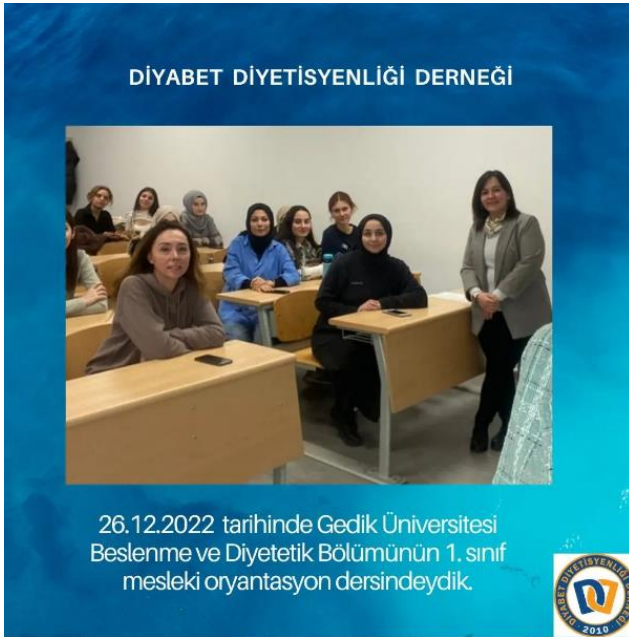 DİYABET DİYETİSYENLİĞİ DERNEĞİ
26.12.2022 tarihinde Gedik Üniversitesi
Beslenme ve Diyetetik Bölümünün 1. sınıf
mesleki oryantasyon dersindeydik.
DİYABET DİYETİSYENLİĞİ DERNEĞİ
2010